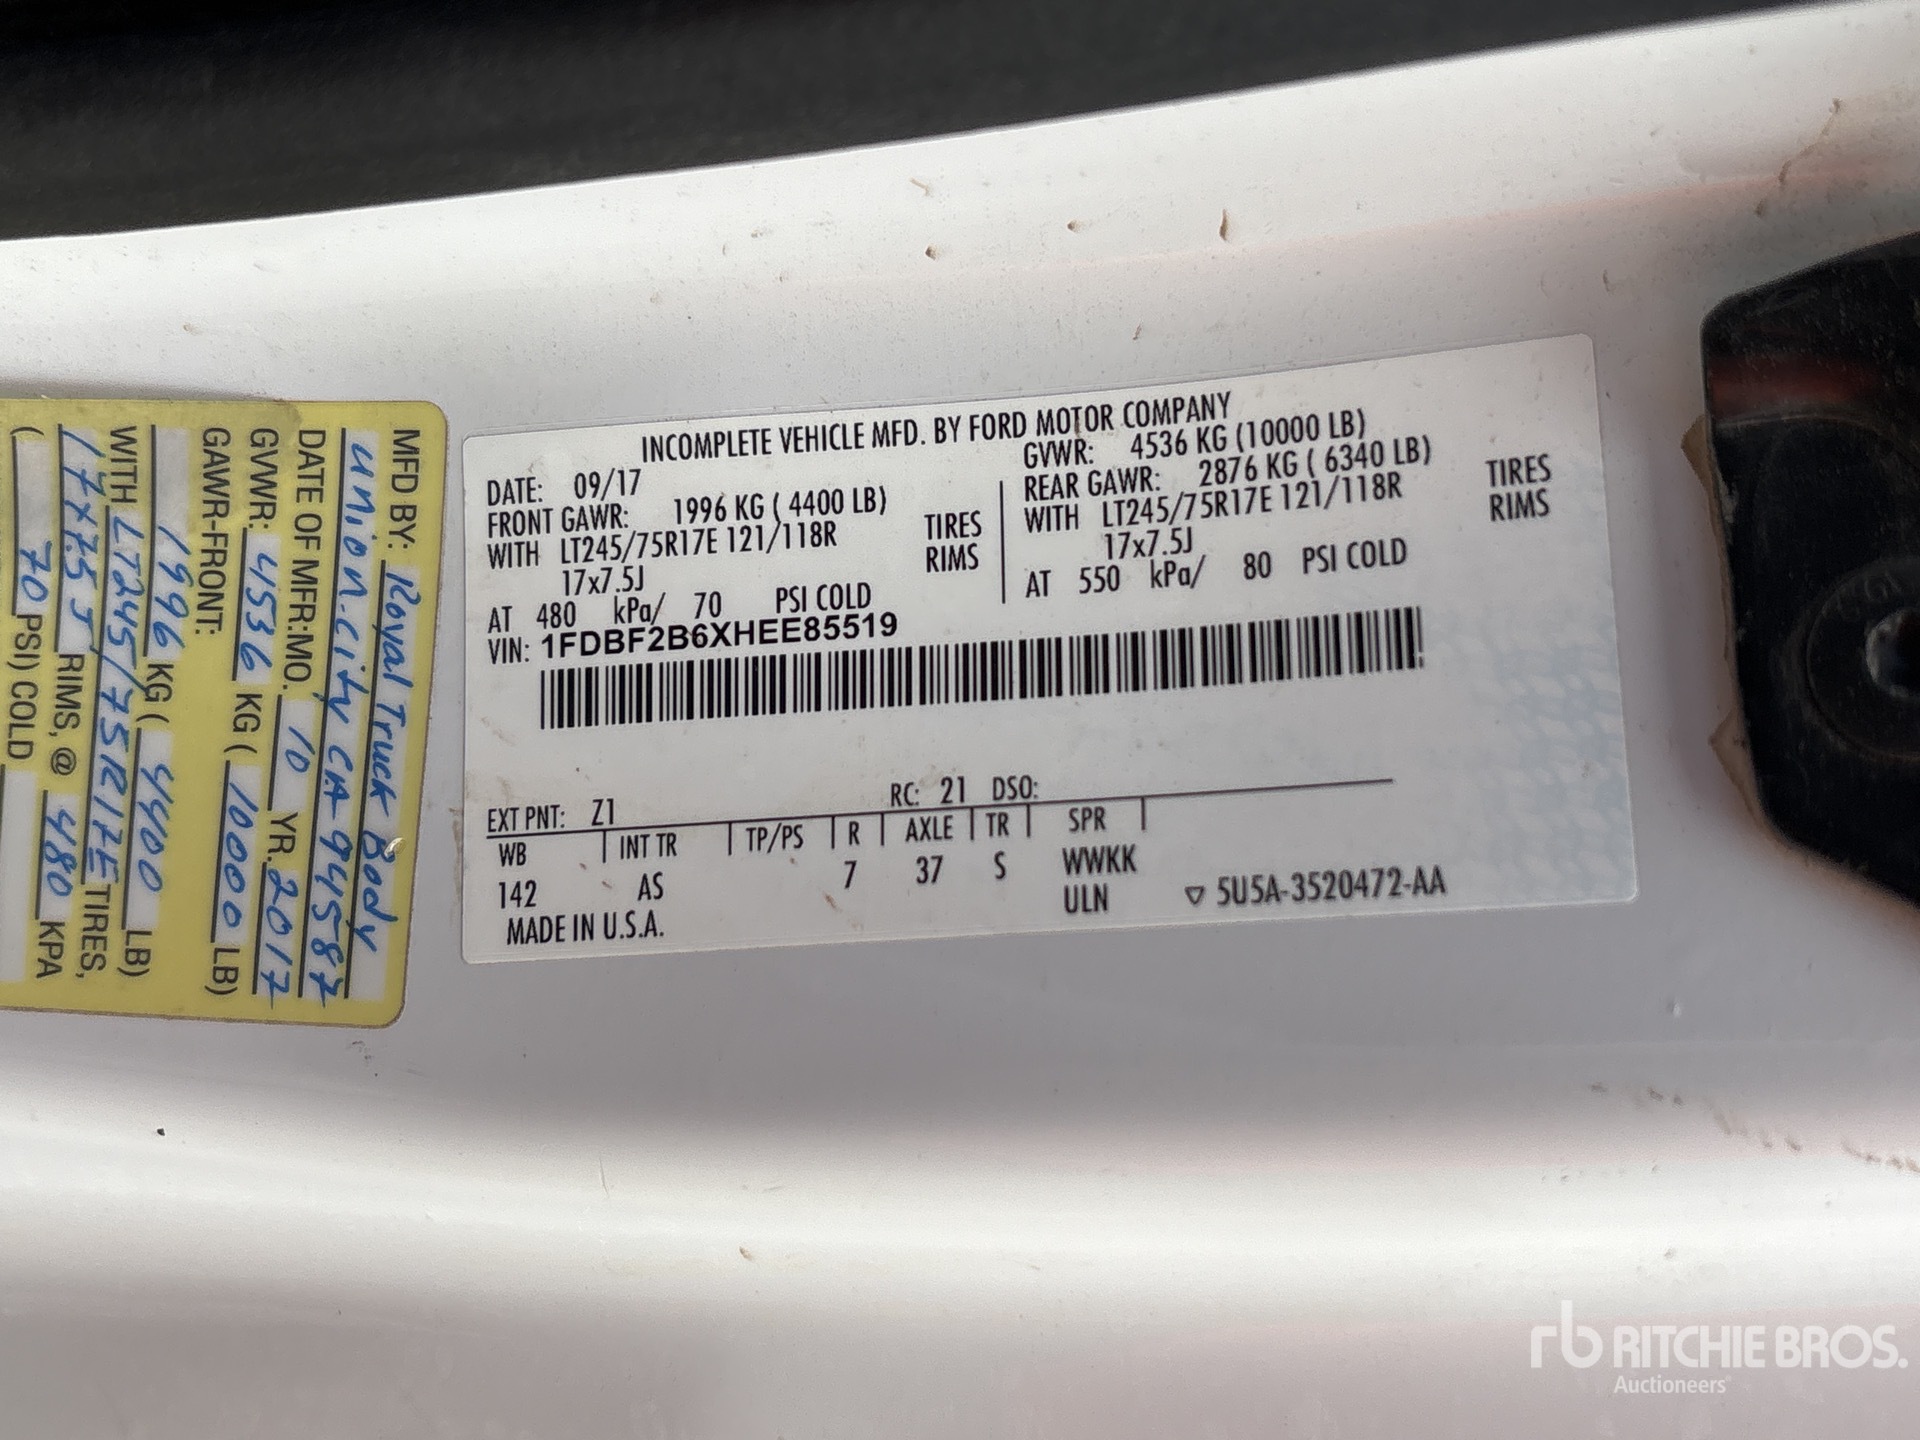 INCOMPLETE VEHICLE MFD. BY FORD MOTOR COMPANY
DATE: 09/17
GVWR: 4536 KG (10000 LB)
FRONT GAWR: 1996 KG ( 4400 LB)
REAR GAWR: 2876 KG ( 6340 LB)
WITH LT245/75R17E 121/118R TIRES
WITH LT245/75R17E 121/118R TIRES
17x7.5J RIMS
17x7.5J RIMS
AT 480 kPa/ 70 PSI COLD
AT 550 kPa/ 80 PSI COLD
VIN: 1FDBF2B6XHEE85519
EXT PNT: Z1 RC: 21 DSO:
WB INT TR TP/PS R AXLE TR SPR
142 AS 7 37 S WWKK
ULN
MADE IN U.S.A.
▽ 5U5A-3520472-AA
MFD BY: Royal Truck Body
Union.City CA 94587
DATE OF MFR:MO. 10 YR. 2017
GVWR: 4536 KG ( 10000 LB)
GAWR-FRONT:
1996 KG ( 4400 LB)
WITH LT245/75R17E TIRES,
17x7.5J RIMS, @ 480 KPA
( 70 PSI) COLD
rb RITCHIE BROS.
Auctioneers